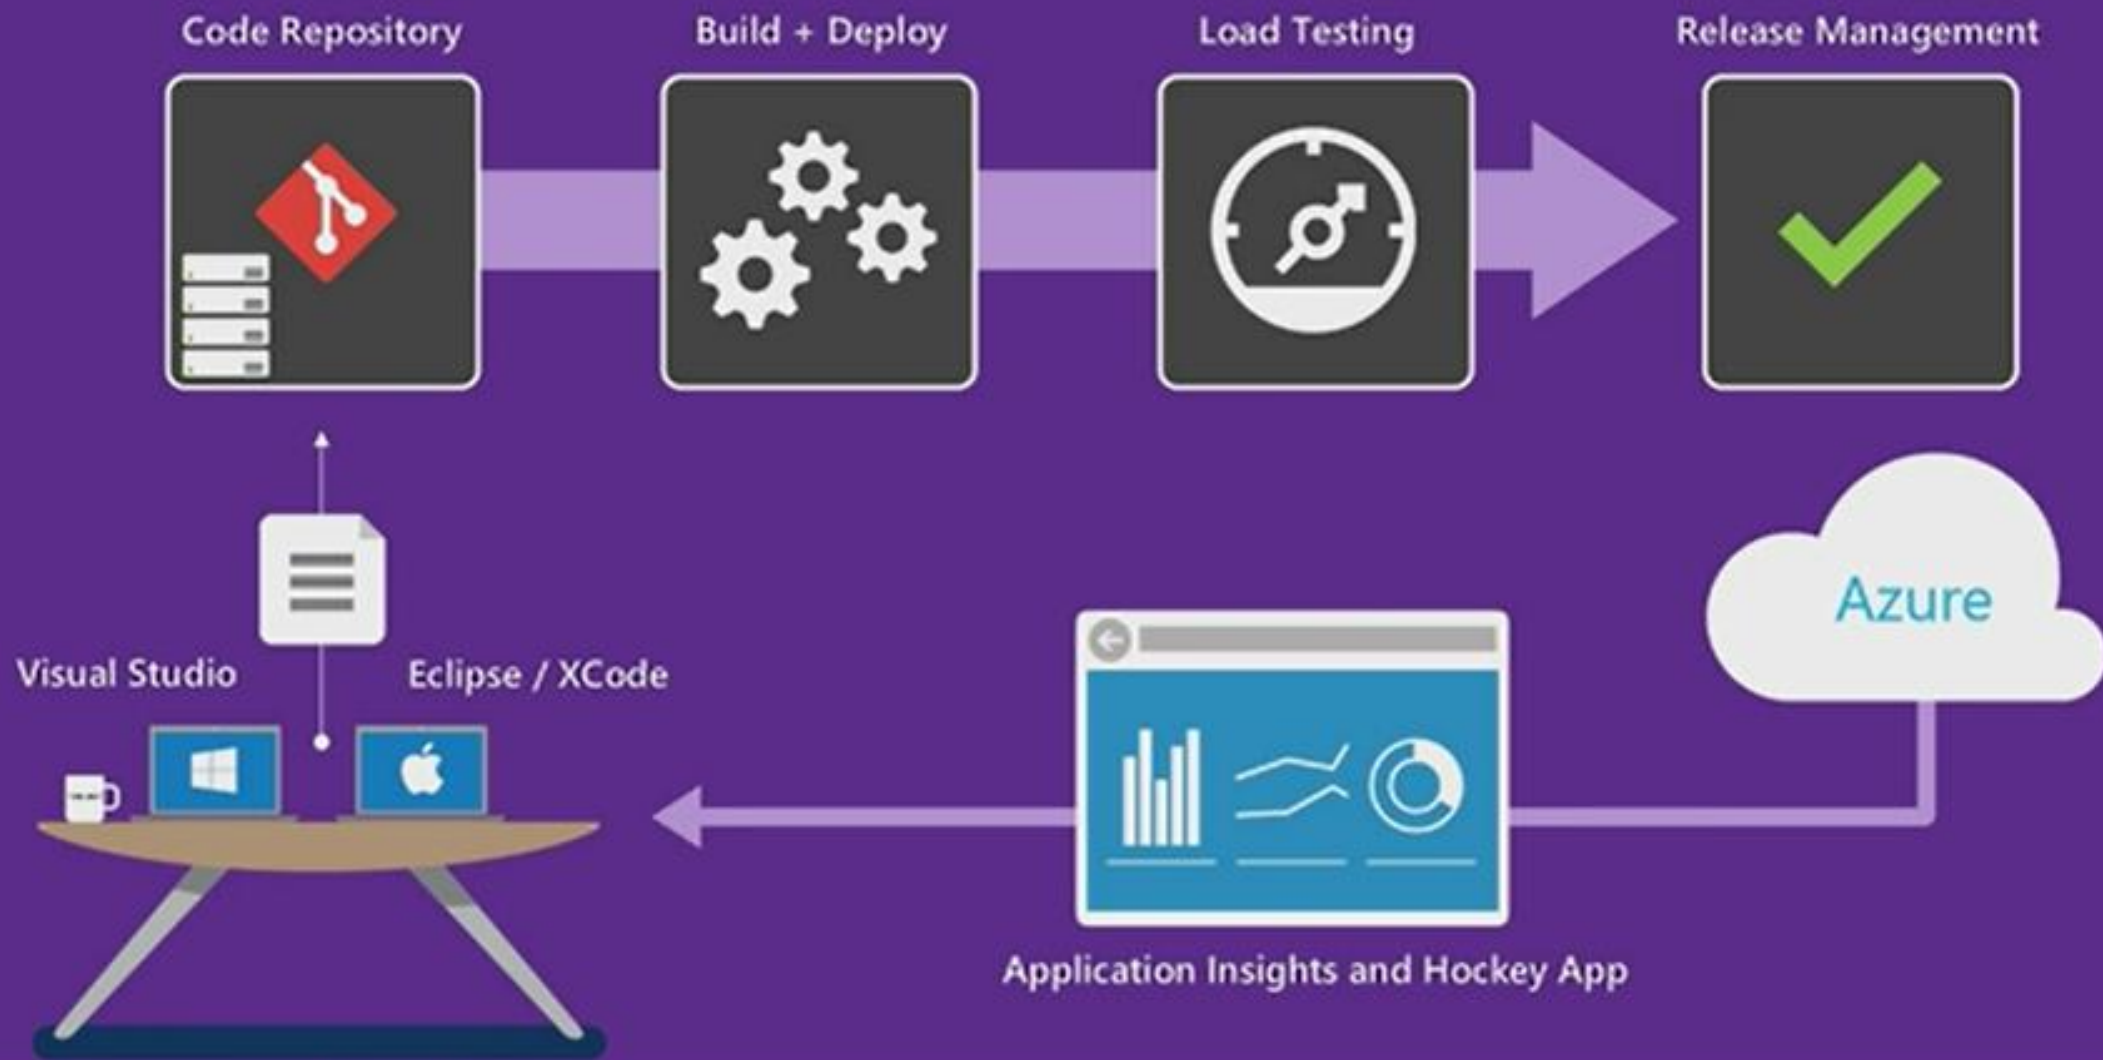 Code Repository
Build + Deploy
Load Testing
Release Management
Azure
Visual Studio
Eclipse / XCode
Application Insights and Hockey App